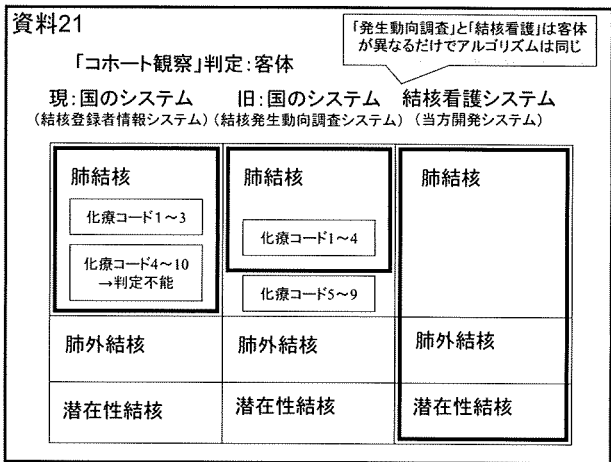 資料21
「発生動向調査」と「結核看護」は客体
が異なるだけでアルゴリズムは同じ
「コホート観察」判定:客体
現:国のシステム
(結核登録者情報システム)
旧:国のシステム
(結核発生動向調査システム)
結核看護システム
(当方開発システム)
肺結核
化療コード1～3
化療コード4～10
→判定不能
肺結核
化療コード1～4
化療コード5～9
肺結核
肺外結核
肺外結核
肺外結核
潜在性結核
潜在性結核
潜在性結核